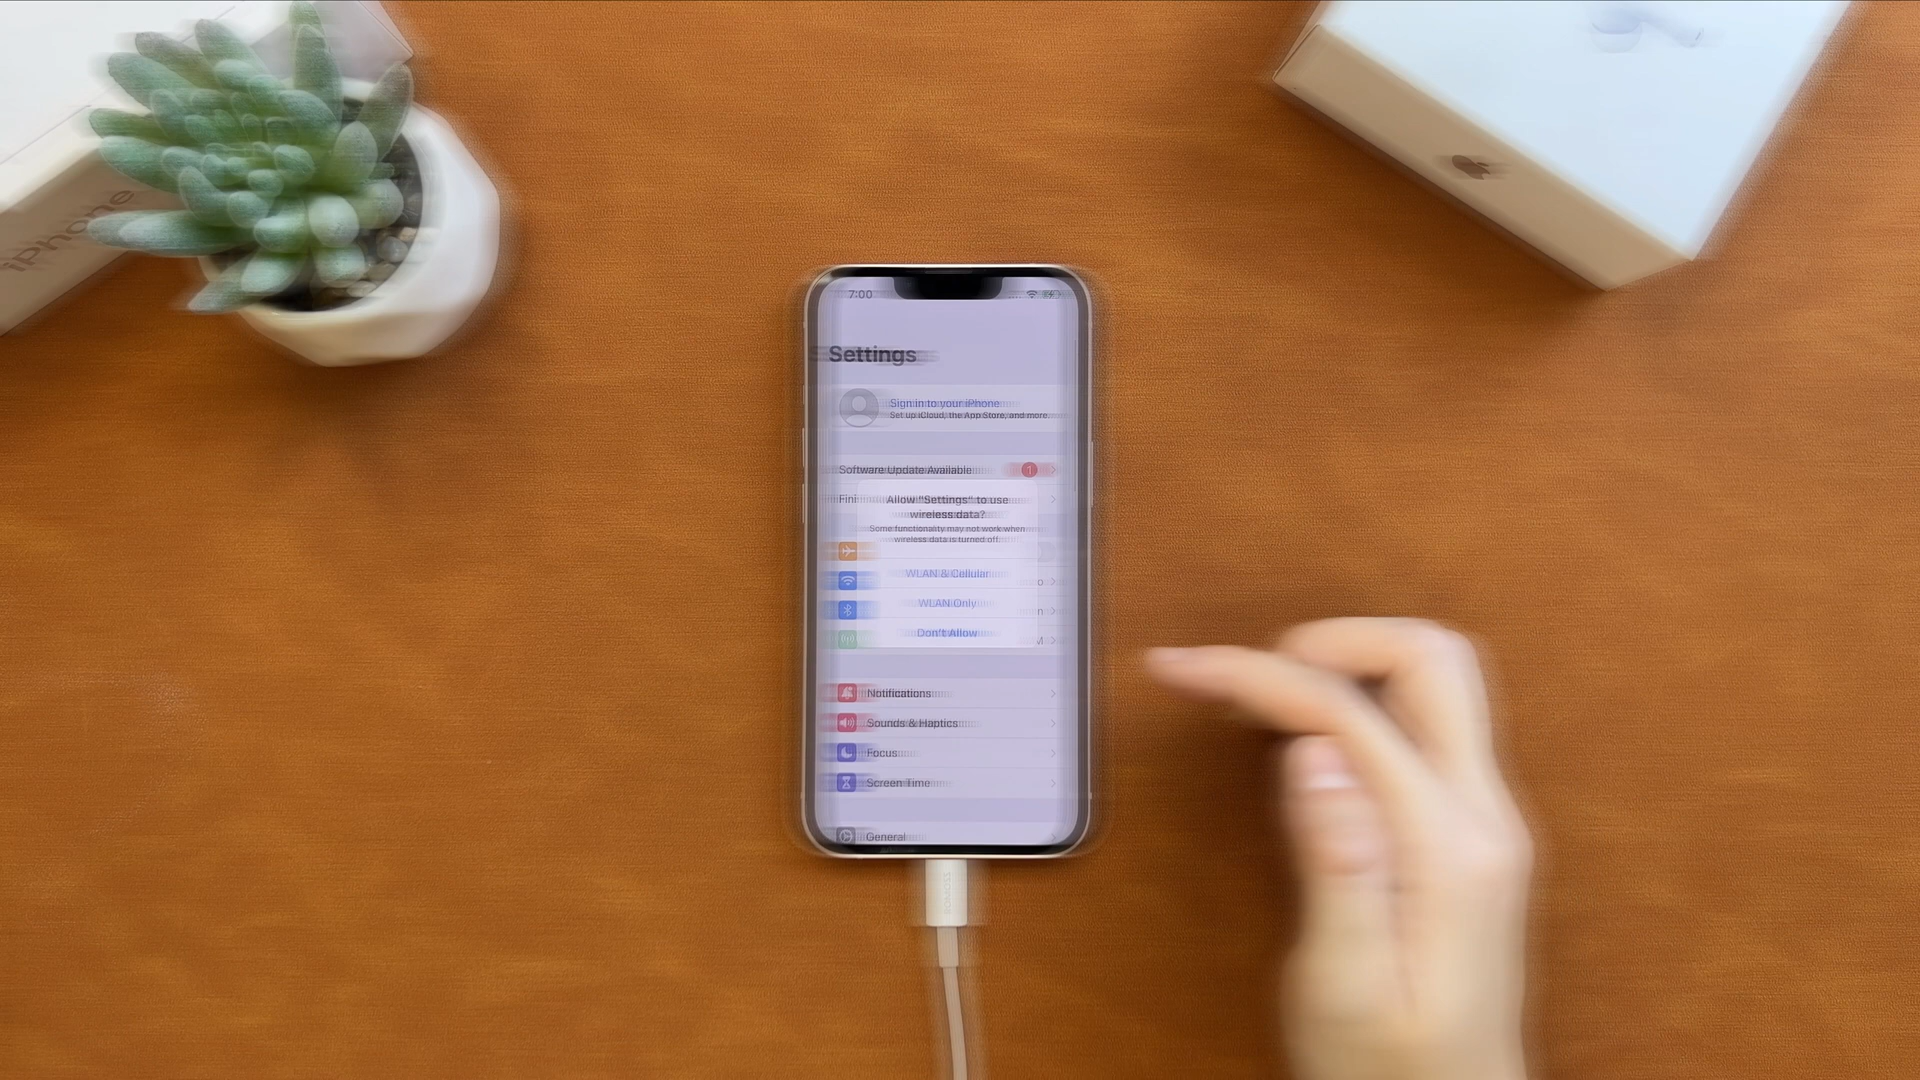 iPhone
7:00
Settings
Sign in to your iPhone
Set up iCloud, the App Store, and more.
Software Update Available
1
Fini
Allow "Settings" to use
wireless data?
Some functionality may not work when
wireless data is turned off.
WLAN & Cellular
WLAN Only
Don't Allow
Notifications
Sounds & Haptics
Focus
Screen Time
General
ROMOSS